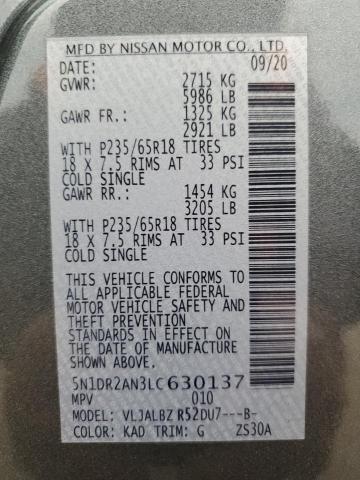 MFD BY NISSAN MOTOR CO., LTD.
DATE: 09/20
GVWR: 2715 KG
5986 LB
GAWR FR.: 1325 KG
2921 LB
WITH P235/65R18 TIRES
18 X 7.5 RIMS AT 33 PSI
COLD SINGLE
GAWR RR.: 1454 KG
3205 LB
WITH P235/65R18 TIRES
18 X 7.5 RIMS AT 33 PSI
COLD SINGLE
THIS VEHICLE CONFORMS TO
ALL APPLICABLE FEDERAL
MOTOR VEHICLE SAFETY AND
THEFT PREVENTION
STANDARDS IN EFFECT ON
THE DATE OF MANUFACTURE
SHOWN ABOVE.
5N1DR2AN3LC630137
MPV 010
MODEL: VLJALBZ R52DU7---B-
COLOR: KAD TRIM: G ZS30A